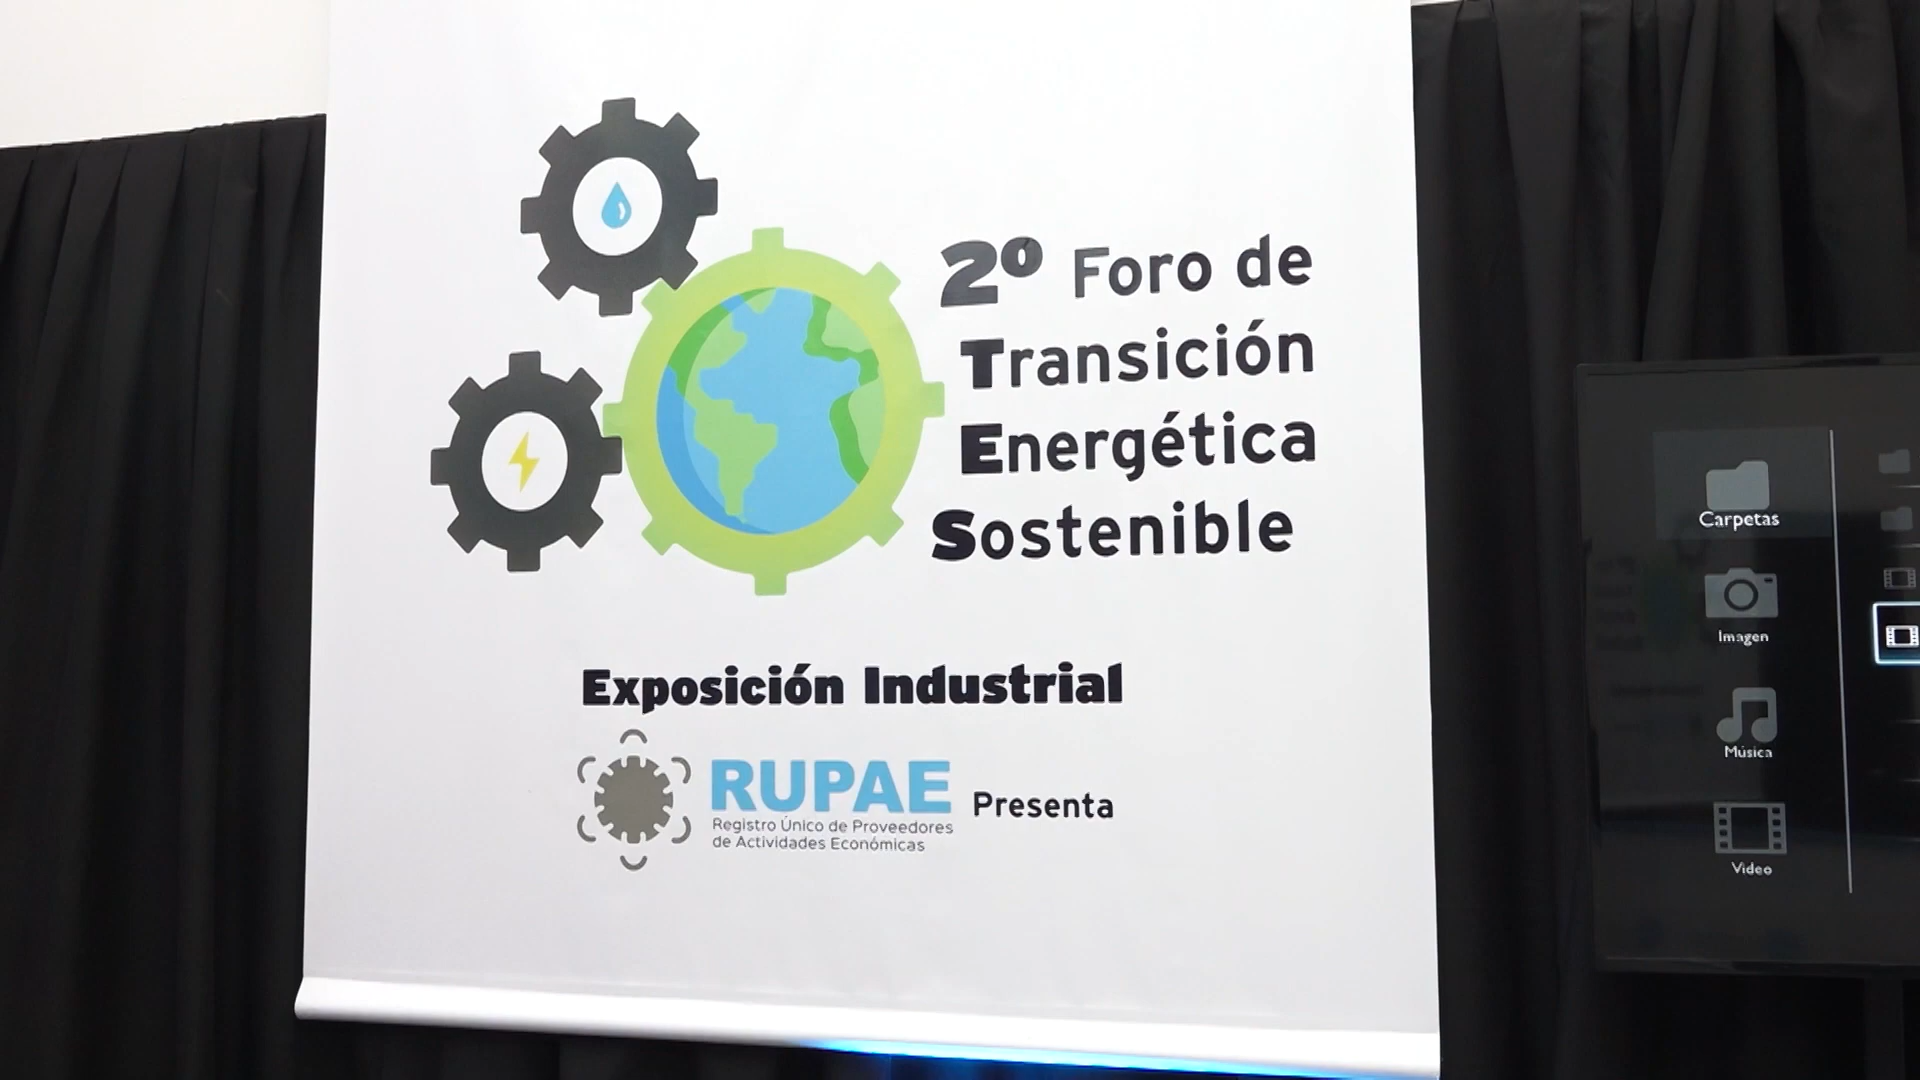 2º Foro de
Transición
Energética
Sostenible
Exposición Industrial
RUPAE Presenta
Registro Único de Proveedores
de Actividades Económicas
Carpetas
Imagen
Música
Video